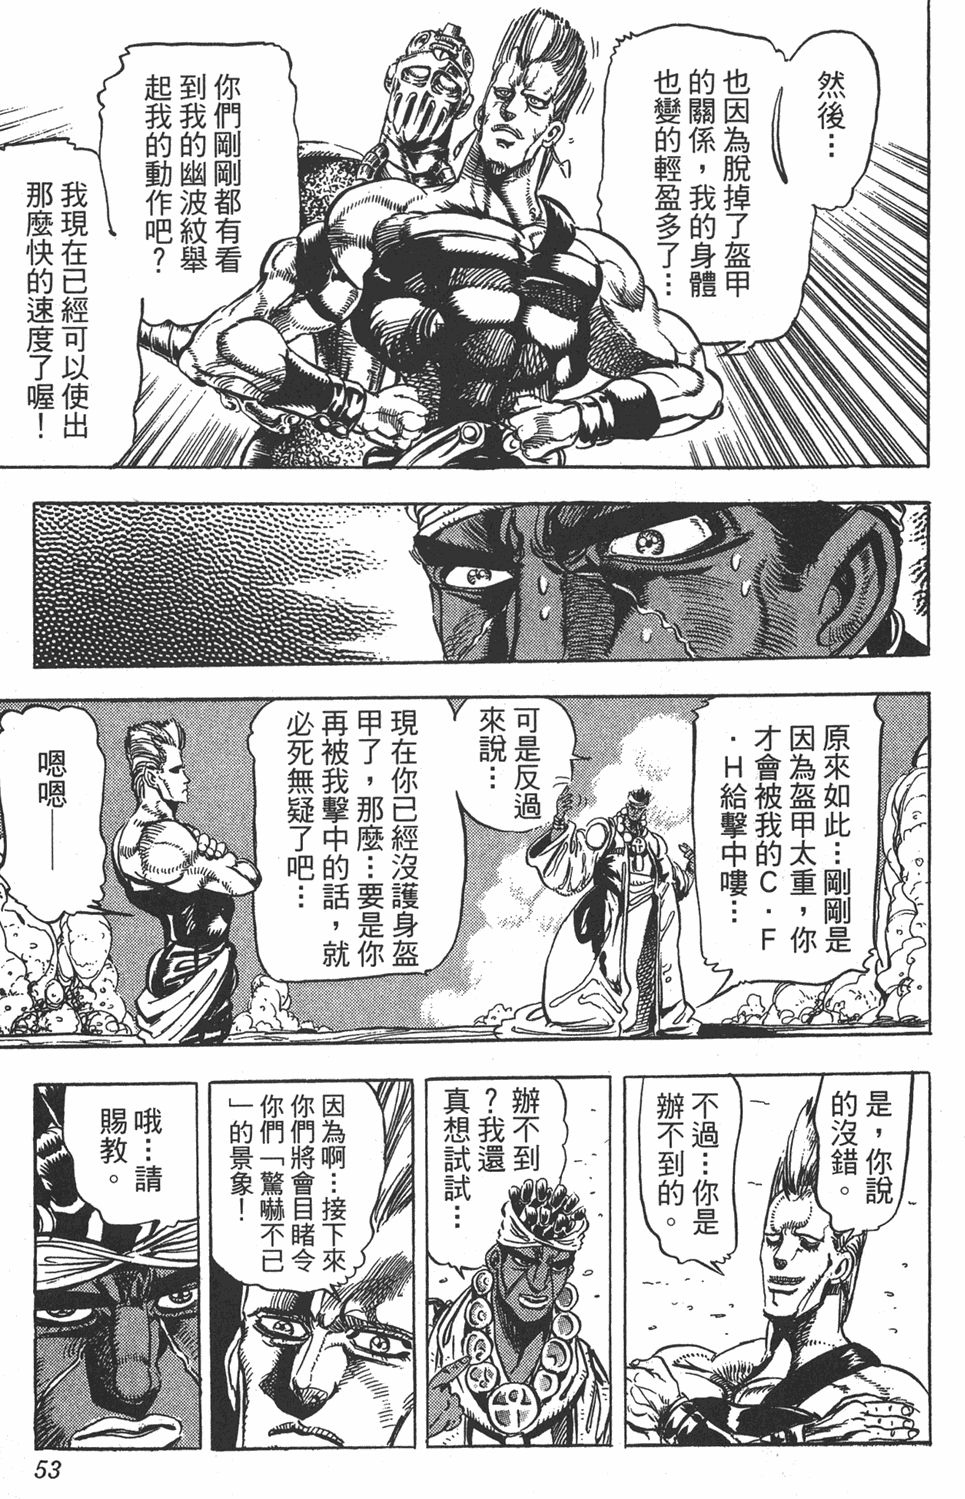 然後⋯
也因為脫掉了盔甲
的關係，我的身體
也變的輕盈多了⋯
你們剛剛都有看
到我的幽波紋舉
起我的動作吧？
我現在已經可以使出
那麼快的速度了喔！
原來如此⋯剛剛是
因為盔甲太重，你
才會被我的C．F
．H給擊中嘍⋯
可是反過
來說⋯
現在你已經沒護身盔
甲了，那麼⋯要是你
再被我擊中的話，就
必死無疑了吧⋯
嗯嗯——
是，你說
的沒錯。
不過⋯你是
辦不到的。
辦不到
？我還
真想試試⋯
因為啊⋯接下來
你們將會目睹令
你們「驚嚇不已
」的景象！
哦⋯請
賜教。
53